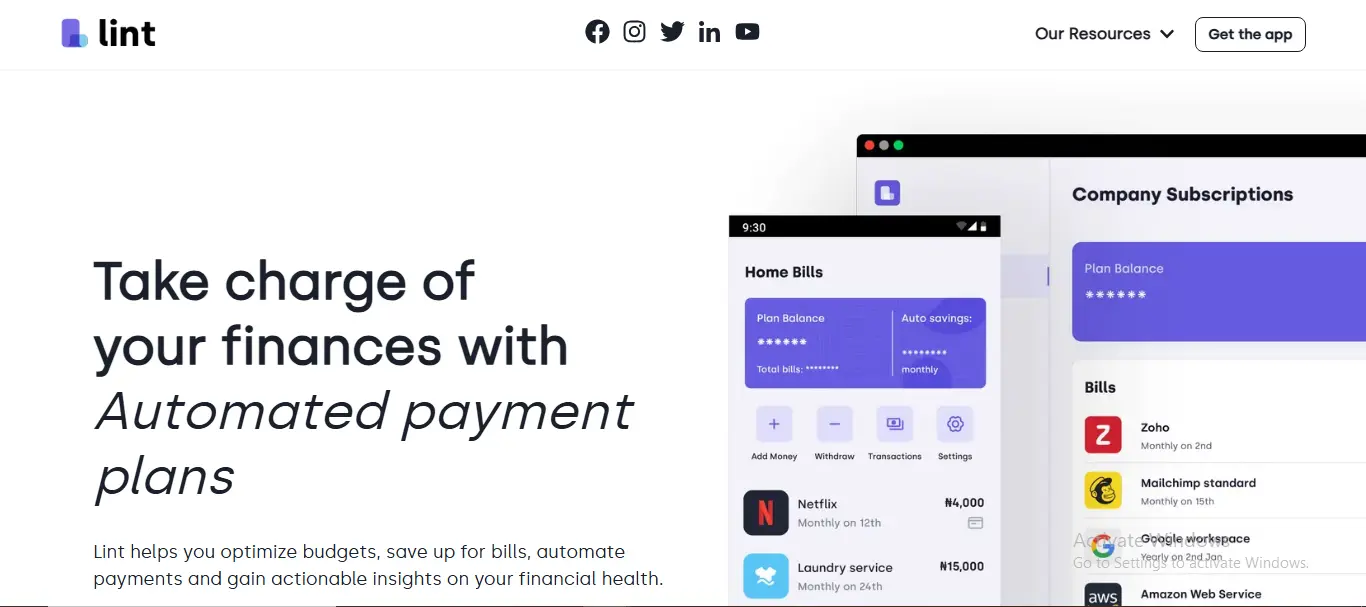 lint
Our Resources
Get the app
Take charge of
your finances with
Automated payment
plans
Lint helps you optimize budgets, save up for bills, automate
payments and gain actionable insights on your financial health.
9:30
Home Bills
Plan Balance
******
Total bills: ********
Auto savings:
********
monthly
Add Money
Withdraw
Transactions
Settings
Netflix
₦4,000
Monthly on 12th
Laundry service
₦15,000
Monthly on 24th
Company Subscriptions
Plan Balance
******
Bills
Zoho
Monthly on 2nd
Mailchimp standard
Monthly on 15th
Google workspace
Yearly on 2nd Jan
aws
Amazon Web Service
Activate Windows
Go to Settings to activate Windows.